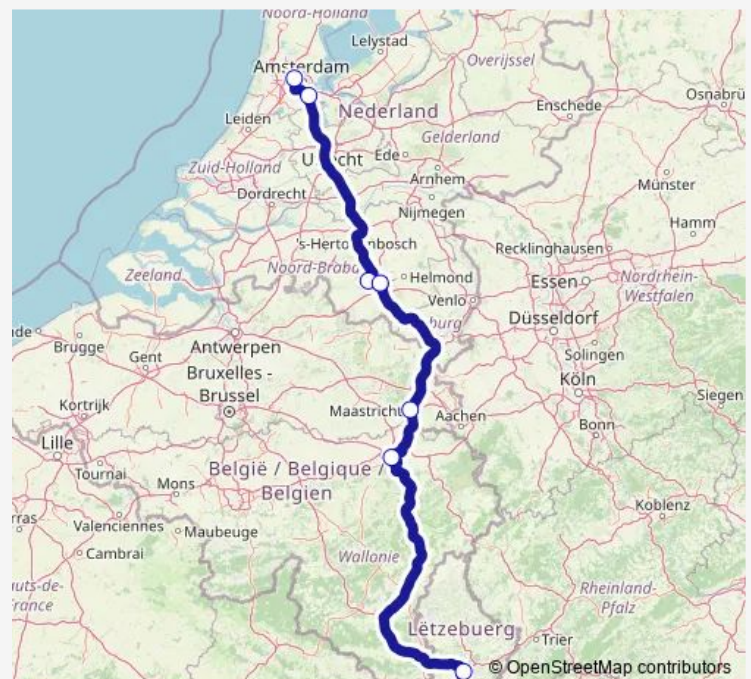 Noord-Holland
Lelystad
Amsterdam
Overijssel
Osnabrü
Enschede
Nederland
Leiden
Gelderland
Ede
Zuid-Holland
Arnhem
Münster
Dordrecht
Nijmegen
Hamm
Recklinghausen
Zeeland
Helmond
Essen
Nordrhein-
Westfalen
Venlo
Düsseldorf
Brugge
Antwerpen
Gent
Solingen
Bruxelles -
Brussel
Köln
Kortrijk
Maastricht
Aachen
Siegen
Bonn
Lille
België / Belgique /
Belgien
Tournai
Mons
Koblenz
Valenciennes
Maubeuge
Cambrai
Wallonie
Rheinland-
Pfalz
Lëtzebuerg
Trier
© OpenStreetMap contributors